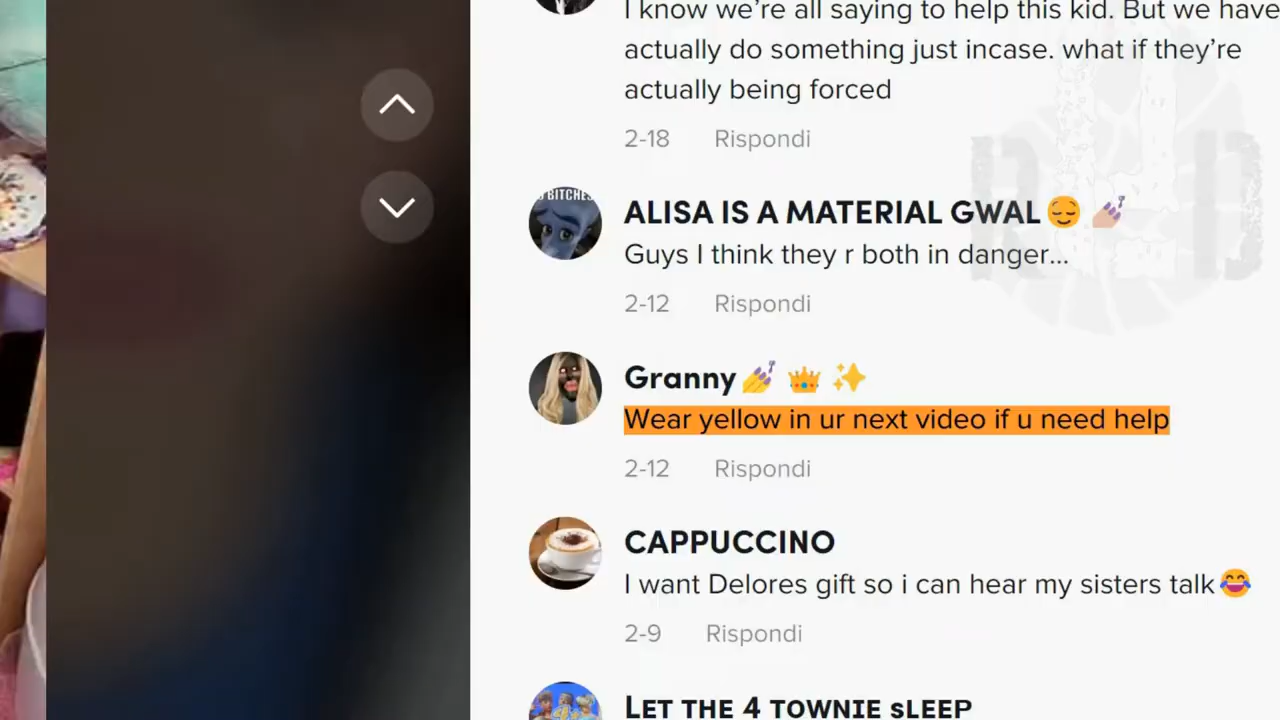 I know we're all saying to help this kid. But we have
actually do something just incase. what if they're
actually being forced
2-18 Rispondi
BITCHES
ALISA IS A MATERIAL GWAL😌 💅🏽
Guys I think they r both in danger...
2-12 Rispondi
Granny💅 👑 ✨
Wear yellow in ur next video if u need help
2-12 Rispondi
CAPPUCCINO
I want Delores gift so i can hear my sisters talk😂
2-9 Rispondi
LET THE 4 TOWNIE sLEEP